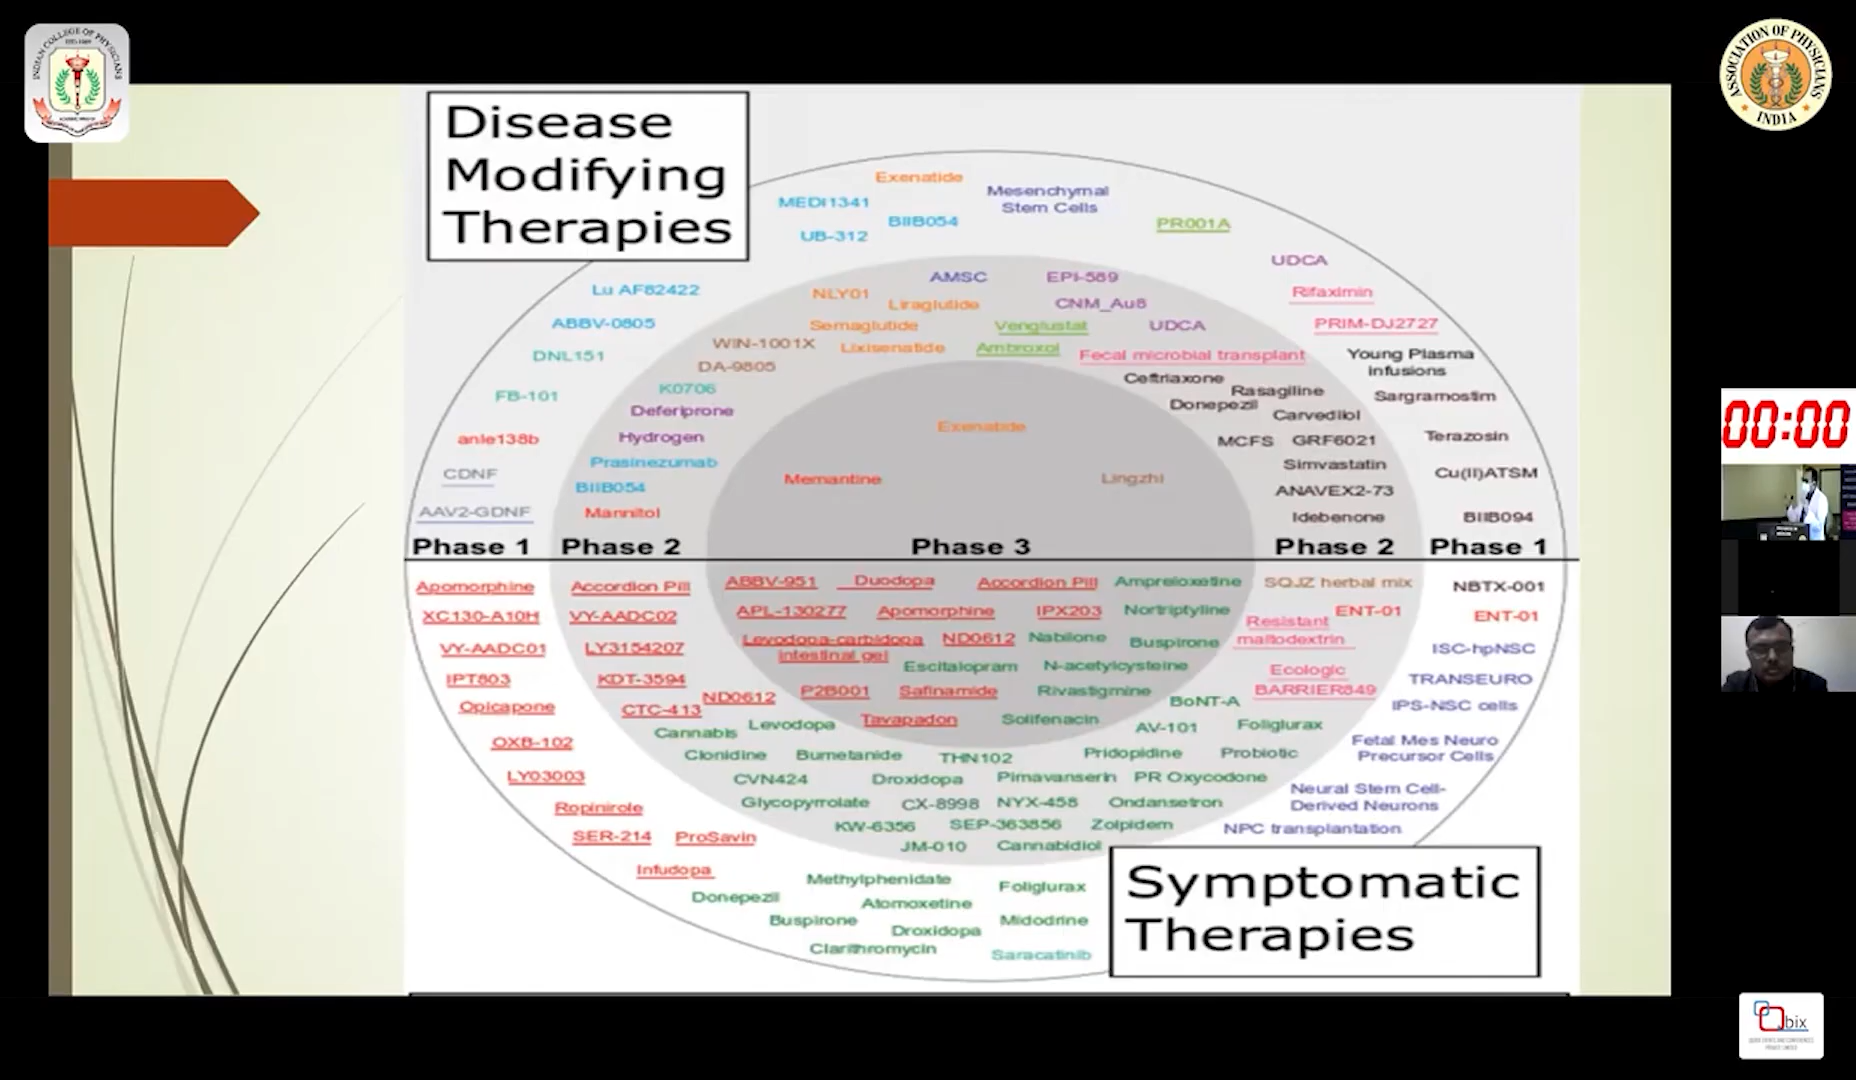 INDIAN COLLEGE OF PHYSICIANS
ASSOCIATION OF PHYSICIANS
INDIA
Disease
Modifying
Therapies
Exenatide
Mesenchymal
Stem Cells
MEDI1341
BIIB054
UB-312
PR001A
UDCA
Lu AF82422
AMSC
EPI-589
NLY01
Liraglutide
CNM_Au8
Rifaximin
ABBV-0805
Semaglutide
Venglustat
UDCA
PRIM-DJ2727
DNL151
WIN-1001X
Lixisenatide
Ambroxol
Fecal microbial transplant
Young Plasma
infusions
DA-9805
Ceftriaxone
FB-101
K0706
Rasagiline
Sargramostim
Deferiprone
Donepezil
Carvedilol
anle138b
Hydrogen
Exenatide
MCFS
GRF6021
Terazosin
CDNF
Prasinezumab
Memantine
Lingzhi
Simvastatin
Cu(II)ATSM
BIIB054
ANAVEX2-73
AAV2-GDNF
Mannitol
Idebenone
BIIB094
Phase 1 Phase 2 Phase 3 Phase 2 Phase 1
Apomorphine
Accordion Pill
ABBV-951
Duodopa
Accordion Pill
Ampreloxetine
SQJZ herbal mix
NBTX-001
XC130-A10H
VY-AADC02
APL-130277
Apomorphine
IPX203
Nortriptyline
Resistant
maltodextrin
ENT-01
ENT-01
VY-AADC01
LY3154207
Levodopa-carbidopa
intestinal gel
ND0612
Nabilone
Buspirone
ISC-hpNSC
Escitalopram
N-acetylcysteine
Ecologic
BARRIER849
IPT803
KDT-3594
TRANSEURO
ND0612
P2B001
Safinamide
Rivastigmine
BoNT-A
Opicapone
CTC-413
IPS-NSC cells
Cannabis
Levodopa
Tavapadon
Solifenacin
AV-101
Foliglurax
OXB-102
Fetal Mes Neuro
Precursor Cells
Clonidine
Bumetanide
THN102
Pridopidine
Probiotic
LY03003
CVN424
Droxidopa
Pimavanserin
PR Oxycodone
Neural Stem Cell-
Derived Neurons
Ropinirole
Glycopyrrolate
CX-8998
NYX-458
Ondansetron
SER-214
ProSavin
KW-6356
SEP-363856
Zolpidem
NPC transplantation
JM-010
Cannabidiol
Infudopa
Methylphenidate
Foliglurax
Donepezil
Atomoxetine
Buspirone
Droxidopa
Midodrine
Clarithromycin
Saracatinib
Symptomatic
Therapies
00:00
bix